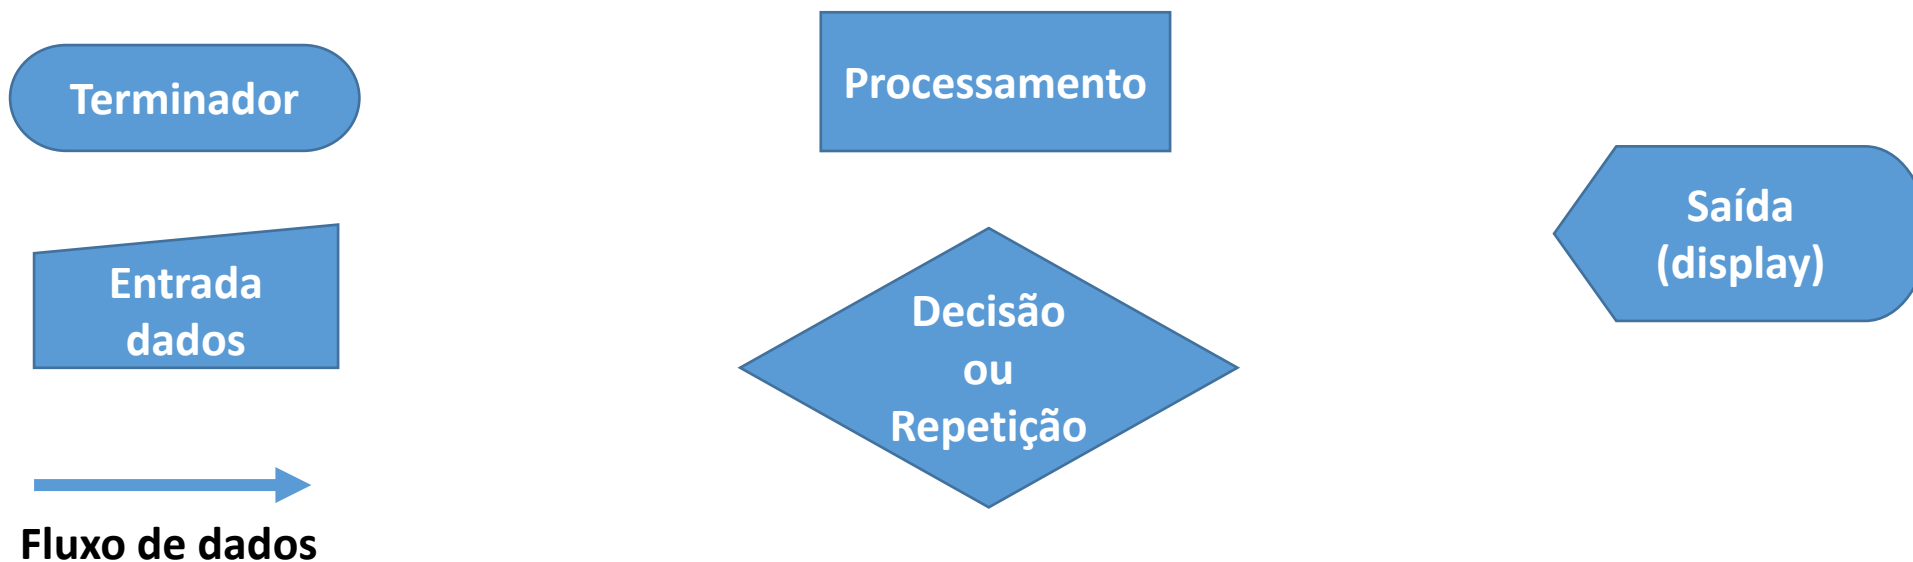 Terminador
Processamento
Saída
(display)
Entrada
dados
Decisão
ou
Repetição
Fluxo de dados